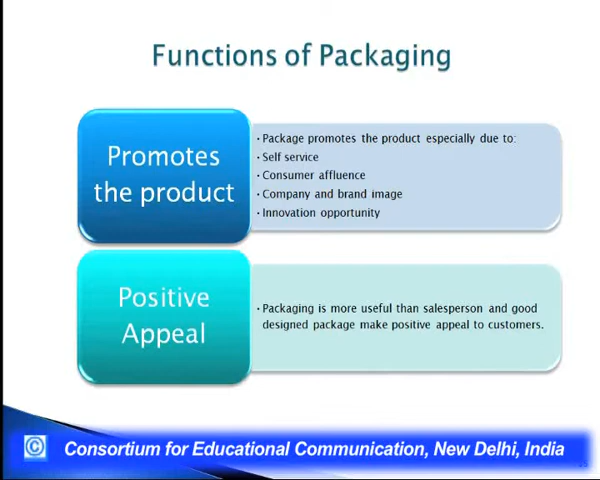 Functions of Packaging
Promotes
the product
• Package promotes the product especially due to:
• Self service
• Consumer affluence
• Company and brand image
• Innovation opportunity
Positive
Appeal
• Packaging is more useful than salesperson and good
designed package make positive appeal to customers.
© Consortium for Educational Communication, New Delhi, India